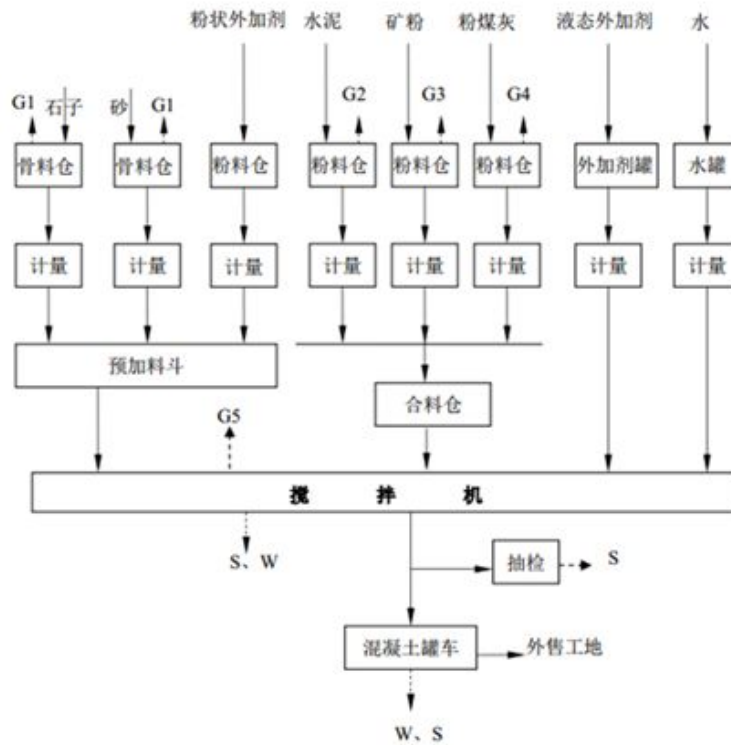 粉状外加剂 水泥 矿粉 粉煤灰 液态外加剂 水
G1 石子 砂 G1 G2 G3 G4
骨料仓 骨料仓 粉料仓 粉料仓 粉料仓 粉料仓 外加剂罐 水罐
计量 计量 计量 计量 计量 计量 计量 计量
预加料斗
合料仓
G5
搅 拌 机
S、W
抽检 S
混凝土罐车 外售工地
W、S